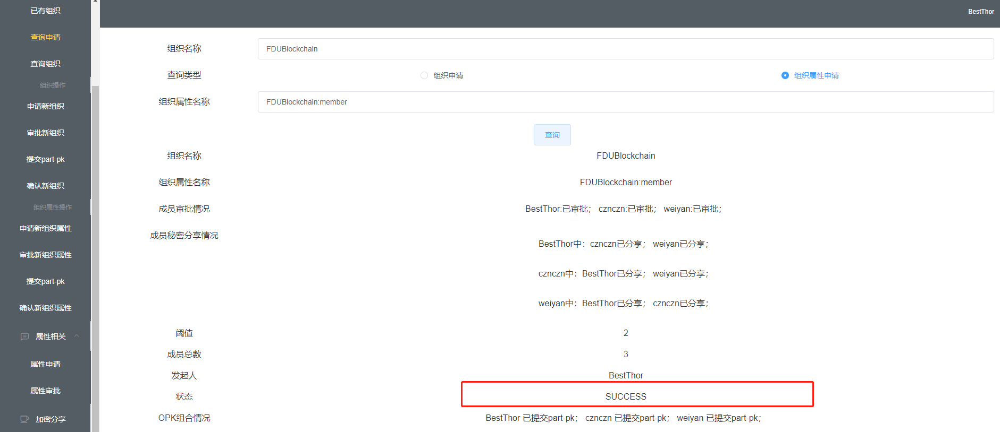 已有组织
查询申请
查询组织
组织操作
申请新组织
审批新组织
提交part-pk
确认新组织
组织属性操作
申请新组织属性
审批新组织属性
提交part-pk
确认新组织属性
属性相关
属性申请
属性审批
加密分享
BestThor
组织名称 FDUBlockchain
查询类型 组织申请 组织属性申请
组织属性名称 FDUBlockchain:member
查询
组织名称 FDUBlockchain
组织属性名称 FDUBlockchain:member
成员审批情况 BestThor:已审批； cznczn:已审批； weiyan:已审批；
成员秘密分享情况
BestThor中：cznczn已分享； weiyan已分享；
cznczn中：BestThor已分享； weiyan已分享；
weiyan中：BestThor已分享； cznczn已分享；
阈值 2
成员总数 3
发起人 BestThor
状态 SUCCESS
OPK组合情况 BestThor 已提交part-pk； cznczn 已提交part-pk； weiyan 已提交part-pk；